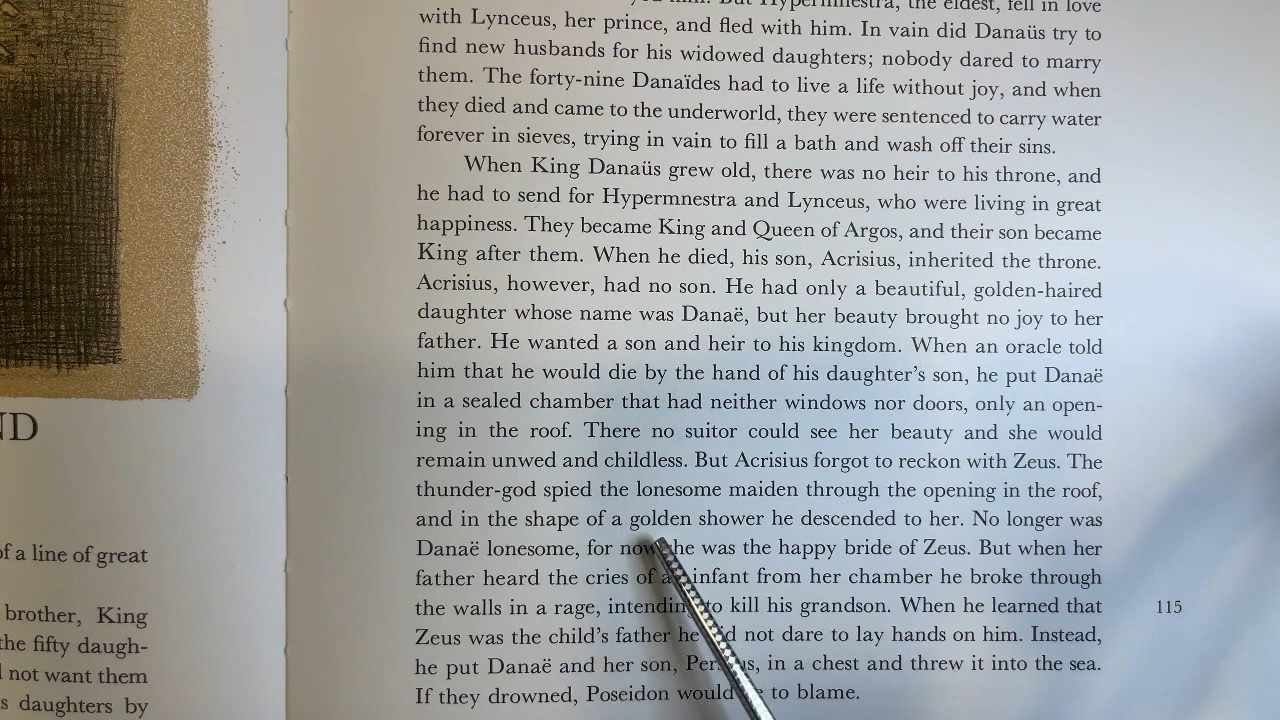 ND
of a line of great
brother, King
the fifty daugh-
not want them
daughters by
him. But Hypermnestra, the eldest, fell in love
with Lynceus, her prince, and fled with him. In vain did Danaüs try to
find new husbands for his widowed daughters; nobody dared to marry
them. The forty-nine Danaïdes had to live a life without joy, and when
they died and came to the underworld, they were sentenced to carry water
forever in sieves, trying in vain to fill a bath and wash off their sins.
When King Danaüs grew old, there was no heir to his throne, and
he had to send for Hypermnestra and Lynceus, who were living in great
happiness. They became King and Queen of Argos, and their son became
King after them. When he died, his son, Acrisius, inherited the throne.
Acrisius, however, had no son. He had only a beautiful, golden-haired
daughter whose name was Danaë, but her beauty brought no joy to her
father. He wanted a son and heir to his kingdom. When an oracle told
him that he would die by the hand of his daughter's son, he put Danaë
in a sealed chamber that had neither windows nor doors, only an open-
ing in the roof. There no suitor could see her beauty and she would
remain unwed and childless. But Acrisius forgot to reckon with Zeus. The
thunder-god spied the lonesome maiden through the opening in the roof,
and in the shape of a golden shower he descended to her. No longer was
Danaë lonesome, for now she was the happy bride of Zeus. But when her
father heard the cries of an infant from her chamber he broke through
the walls in a rage, intending to kill his grandson. When he learned that
Zeus was the child's father he did not dare to lay hands on him. Instead,
he put Danaë and her son, Perseus, in a chest and threw it into the sea.
If they drowned, Poseidon would be to blame.
115